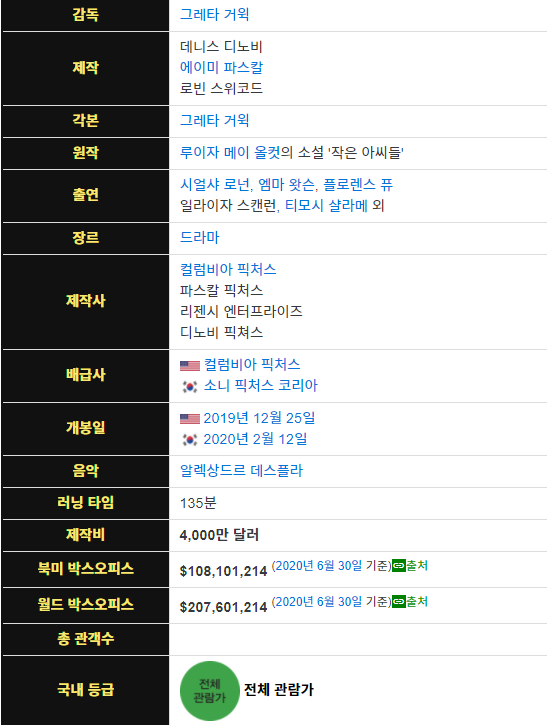 감독 그레타 거윅
제작 데니스 디노비
에이미 파스칼
로빈 스위코드
각본 그레타 거윅
원작 루이자 메이 올컷의 소설 '작은 아씨들'
출연 시얼샤 로넌, 엠마 왓슨, 플로렌스 퓨
일라이자 스캔런, 티모시 샬라메 외
장르 드라마
제작사 컬럼비아 픽처스
파스칼 픽처스
리젠시 엔터프라이즈
디노비 픽쳐스
배급사 컬럼비아 픽처스
소니 픽처스 코리아
개봉일 2019년 12월 25일
2020년 2월 12일
음악 알렉상드르 데스플라
러닝 타임 135분
제작비 4,000만 달러
북미 박스오피스 $108,101,214 (2020년 6월 30일 기준)출처
월드 박스오피스 $207,601,214 (2020년 6월 30일 기준)출처
총 관객수
국내 등급 전체 관람가 전체 관람가